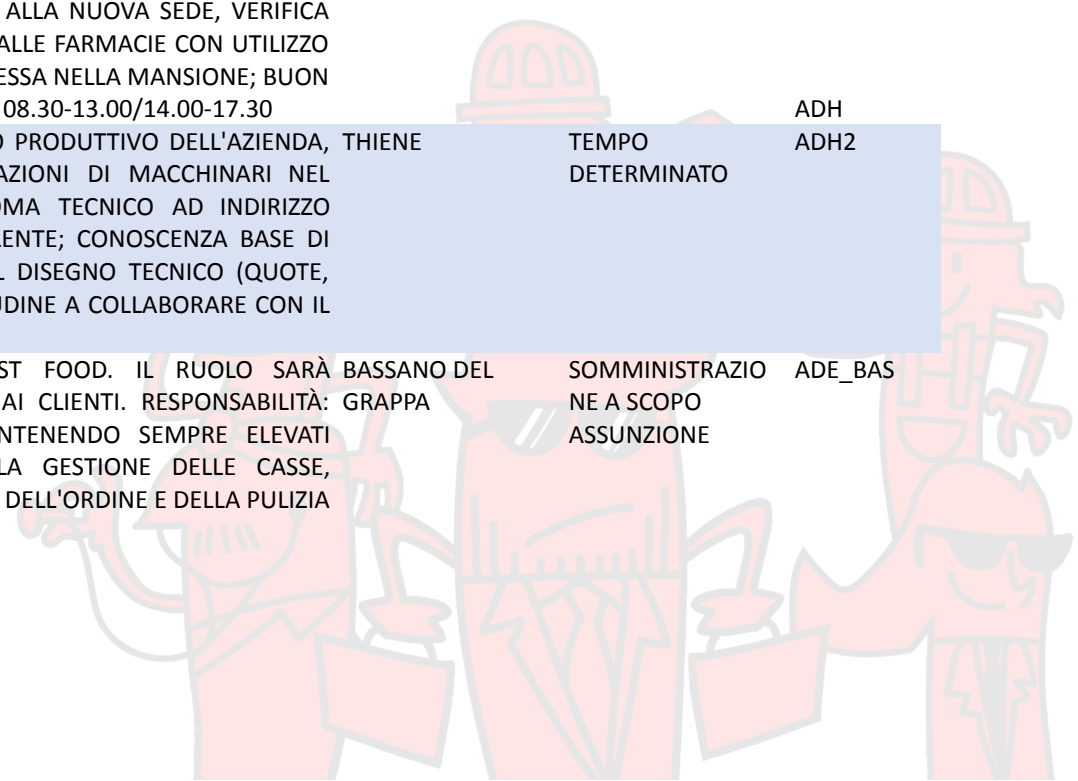 ALLA NUOVA SEDE, VERIFICA
ALLE FARMACIE CON UTILIZZO
ESSA NELLA MANSIONE; BUON
08.30-13.00/14.00-17.30 ADH
O PRODUTTIVO DELL'AZIENDA, THIENE TEMPO ADH2
AZIONI DI MACCHINARI NEL DETERMINATO
OMA TECNICO AD INDIRIZZO
LENTE; CONOSCENZA BASE DI
L DISEGNO TECNICO (QUOTE,
UDINE A COLLABORARE CON IL
ST FOOD. IL RUOLO SARÀ BASSANO DEL SOMMINISTRAZIO ADE_BAS
AI CLIENTI. RESPONSABILITÀ: GRAPPA NE A SCOPO
NTENENDO SEMPRE ELEVATI ASSUNZIONE
LA GESTIONE DELLE CASSE,
DELL'ORDINE E DELLA PULIZIA